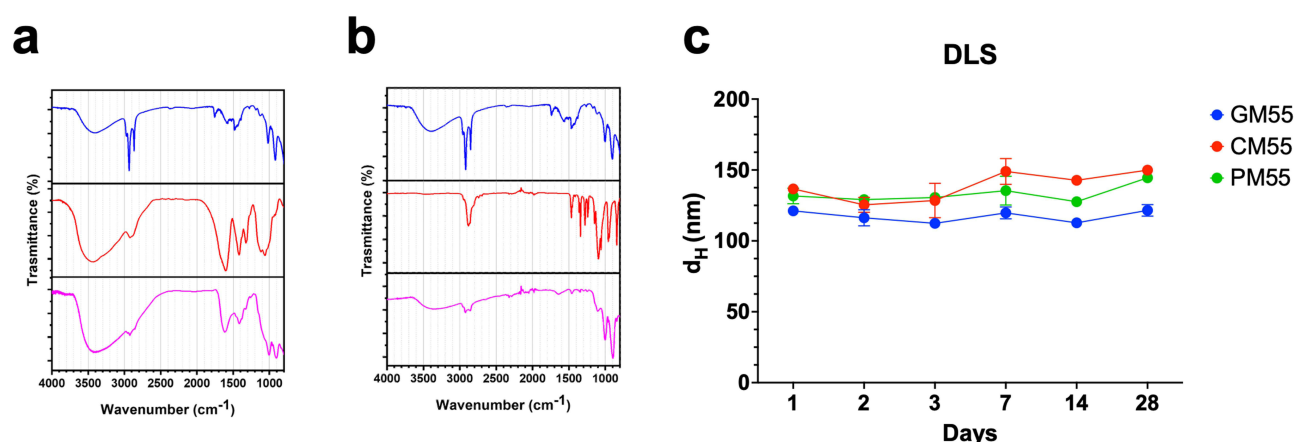 a
Trasmittance (%)
4000 3500 3000 2500 2000 1500 1000
Wavenumber (cm-1)
b
Trasmittance (%)
4000 3500 3000 2500 2000 1500 1000
Wavenumber (cm-1)
c
DLS
dH (nm)
200
150
100
50
0
1 2 3 7 14 28
Days
GM55
CM55
PM55